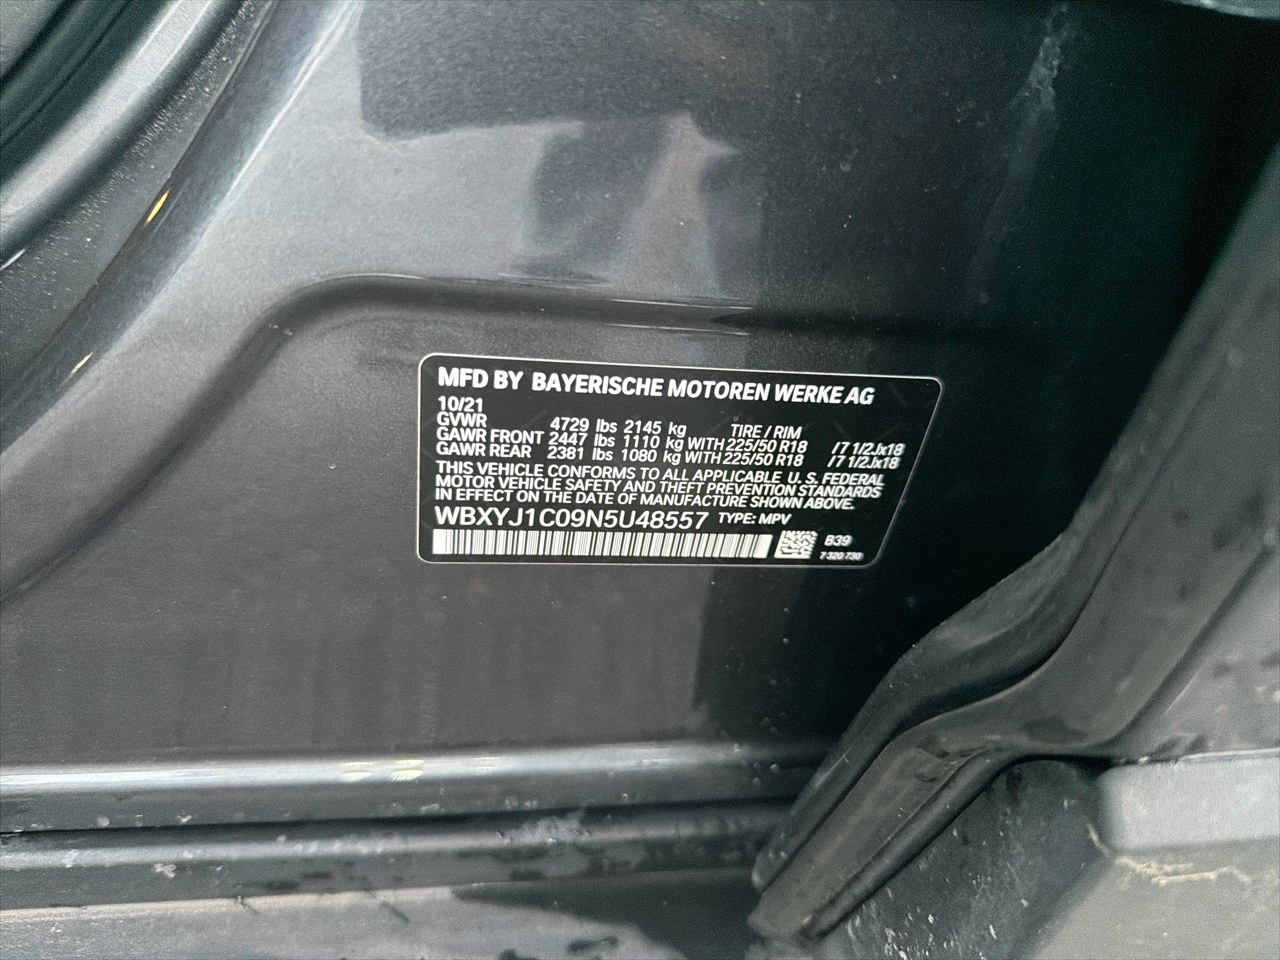 MFD BY BAYERISCHE MOTOREN WERKE AG
10/21
GVWR 4729 lbs 2145 kg TIRE / RIM
GAWR FRONT 2447 lbs 1110 kg WITH 225/50 R18 /7 1/2Jx18
GAWR REAR 2381 lbs 1080 kg WITH 225/50 R18 /7 1/2Jx18
THIS VEHICLE CONFORMS TO ALL APPLICABLE U. S. FEDERAL
MOTOR VEHICLE SAFETY AND THEFT PREVENTION STANDARDS
IN EFFECT ON THE DATE OF MANUFACTURE SHOWN ABOVE.
WBXYJ1C09N5U48557 TYPE: MPV
B39
7 320 730